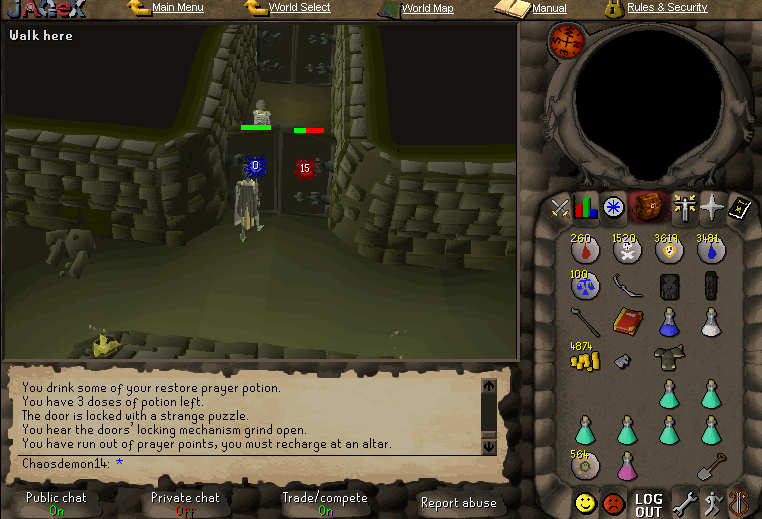 JAGeX Main Menu World Select World Map Manual Rules & Security
Walk here
0 15
260 1520 3619 3481
100
4874
564
You drink some of your restore prayer potion.
You have 3 doses of potion left.
The door is locked with a strange puzzle.
You hear the doors' locking mechanism grind open.
You have run out of prayer points, you must recharge at an altar.
Chaosdemon14: *
Public chat Private chat Trade/compete Report abuse
On Off On
LOG
OUT